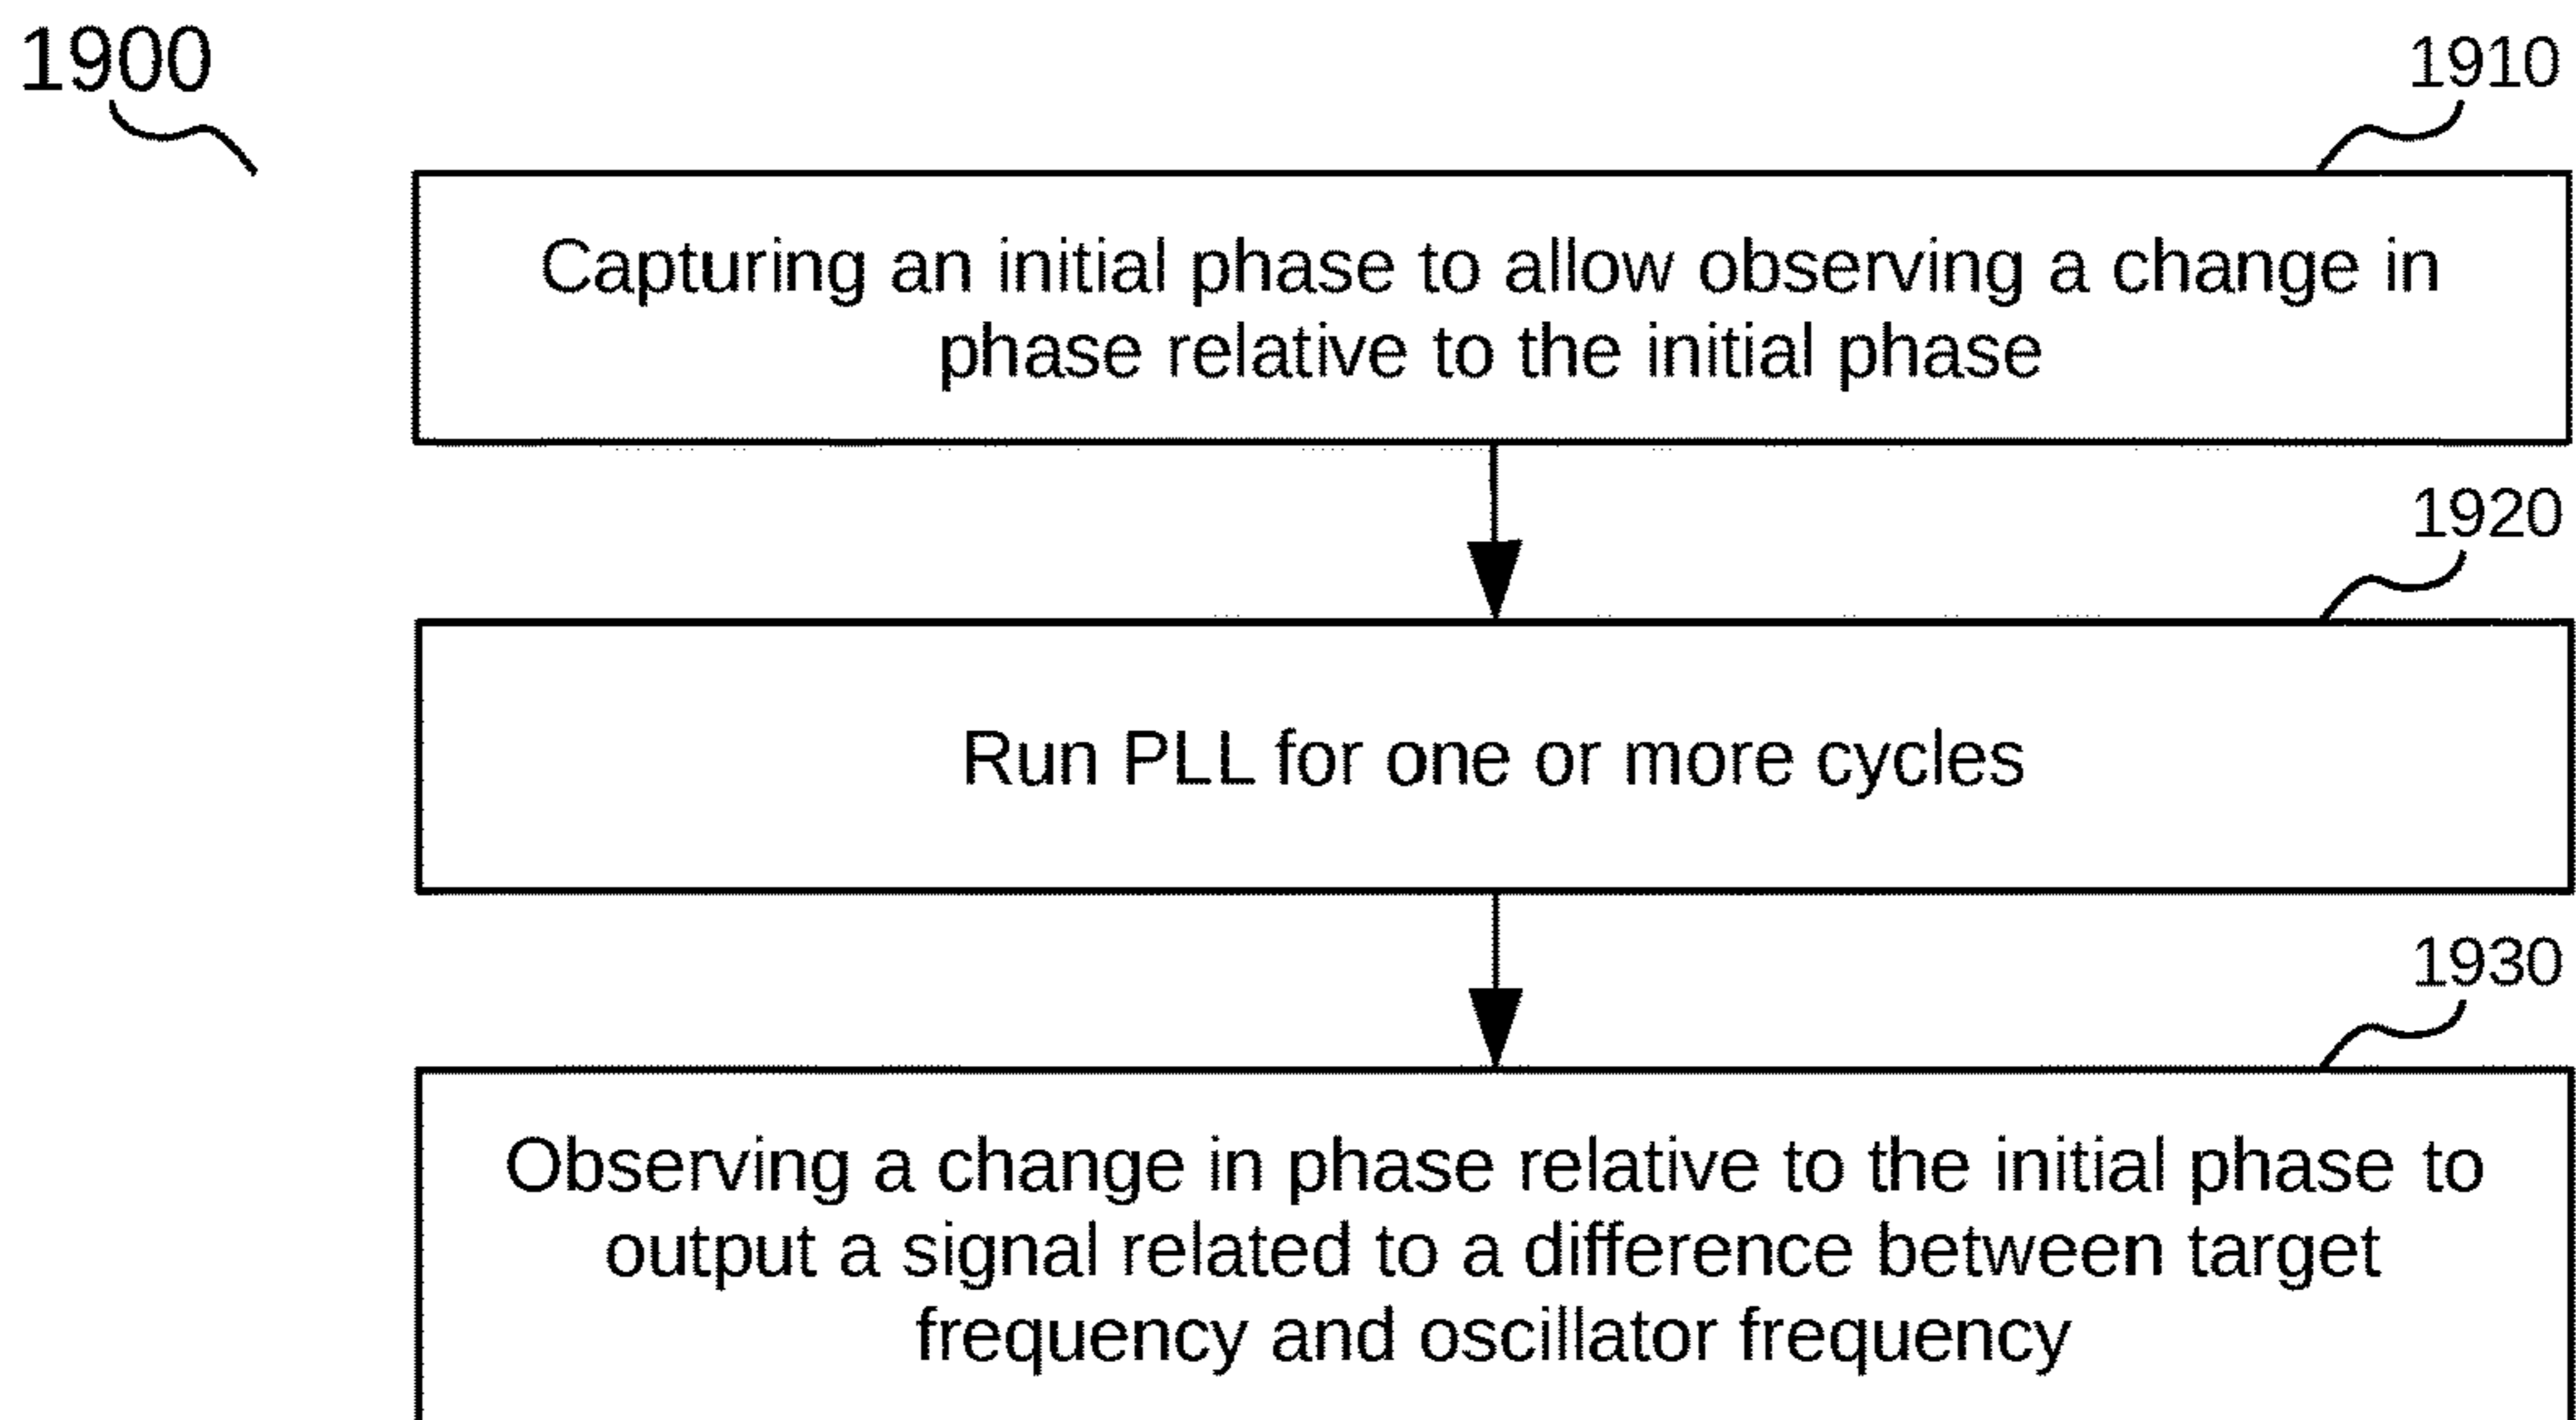 1900
1910
Capturing an initial phase to allow observing a change in
phase relative to the initial phase
1920
Run PLL for one or more cycles
1930
Observing a change in phase relative to the initial phase to
output a signal related to a difference between target
frequency and oscillator frequency